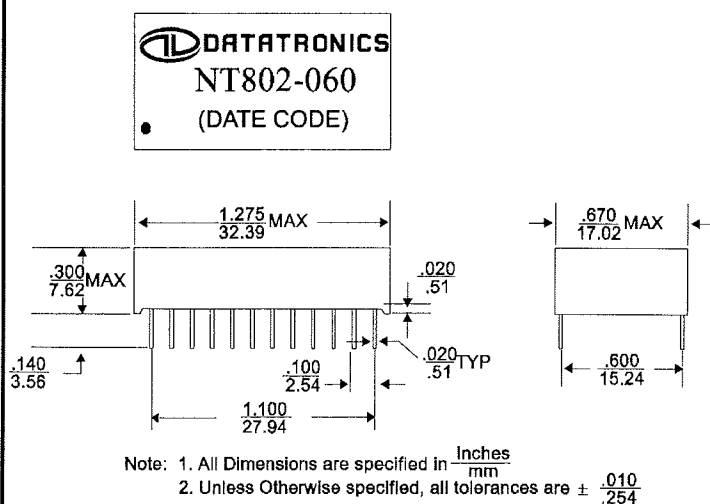 DATATRONICS
NT802-060
(DATE CODE)
1.275
32.39 MAX
.670
17.02 MAX
.300
7.62 MAX
.020
.51
.140
3.56
.100
2.54
.020
.51 TYP
.600
15.24
1.100
27.94
Note: 1. All Dimensions are specified in Inches
mm
2. Unless Otherwise specified, all tolerances are ± .010
.254